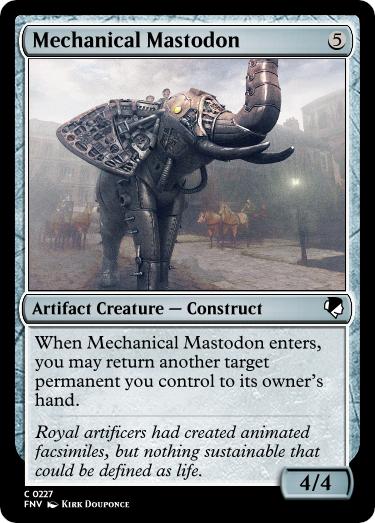 Mechanical Mastodon 5
Artifact Creature — Construct
When Mechanical Mastodon enters,
you may return another target
permanent you control to its owner's
hand.
Royal artificers had created animated
facsimiles, but nothing sustainable that
could be defined as life.
4/4
C 0227
FNV Kirk Douponce